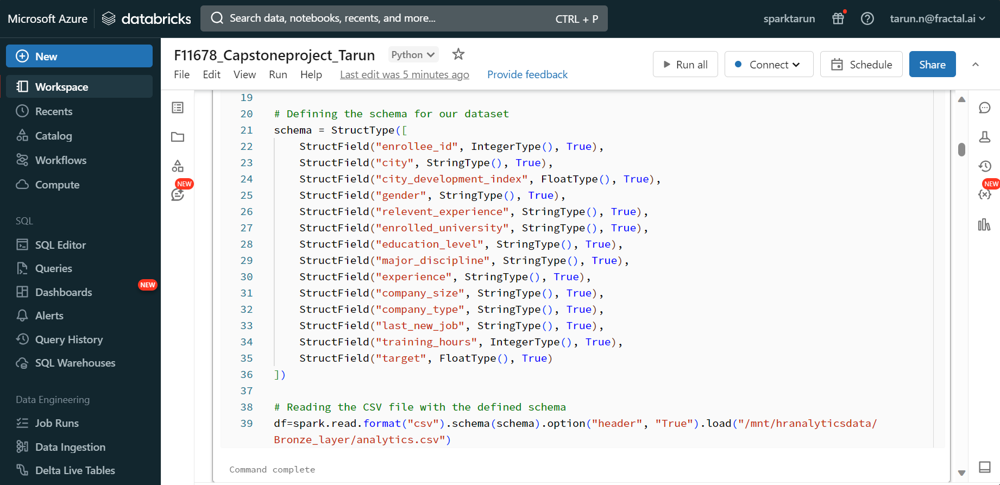 Microsoft Azure databricks Search data, notebooks, recents, and more... CTRL + P sparktarun tarun.n@fractal.ai
New
Workspace
Recents
Catalog
Workflows
Compute
SQL
SQL Editor
Queries
NEW
Dashboards
Alerts
Query History
SQL Warehouses
Data Engineering
Job Runs
Data Ingestion
Delta Live Tables
F11678_Capstoneproject_Tarun Python
File Edit View Run Help Last edit was 5 minutes ago Provide feedback
Run all Connect Schedule Share
NEW
19
20 # Defining the schema for our dataset
21 schema = StructType([
22 StructField("enrollee_id", IntegerType(), True),
23 StructField("city", StringType(), True),
24 StructField("city_development_index", FloatType(), True),
25 StructField("gender", StringType(), True),
26 StructField("relevent_experience", StringType(), True),
27 StructField("enrolled_university", StringType(), True),
28 StructField("education_level", StringType(), True),
29 StructField("major_discipline", StringType(), True),
30 StructField("experience", StringType(), True),
31 StructField("company_size", StringType(), True),
32 StructField("company_type", StringType(), True),
33 StructField("last_new_job", StringType(), True),
34 StructField("training_hours", IntegerType(), True),
35 StructField("target", FloatType(), True)
36 ])
37
38 # Reading the CSV file with the defined schema
39 df=spark.read.format("csv").schema(schema).option("header", "True").load("/mnt/hranalyticsdata/
Bronze_layer/analytics.csv")
Command complete
NEW